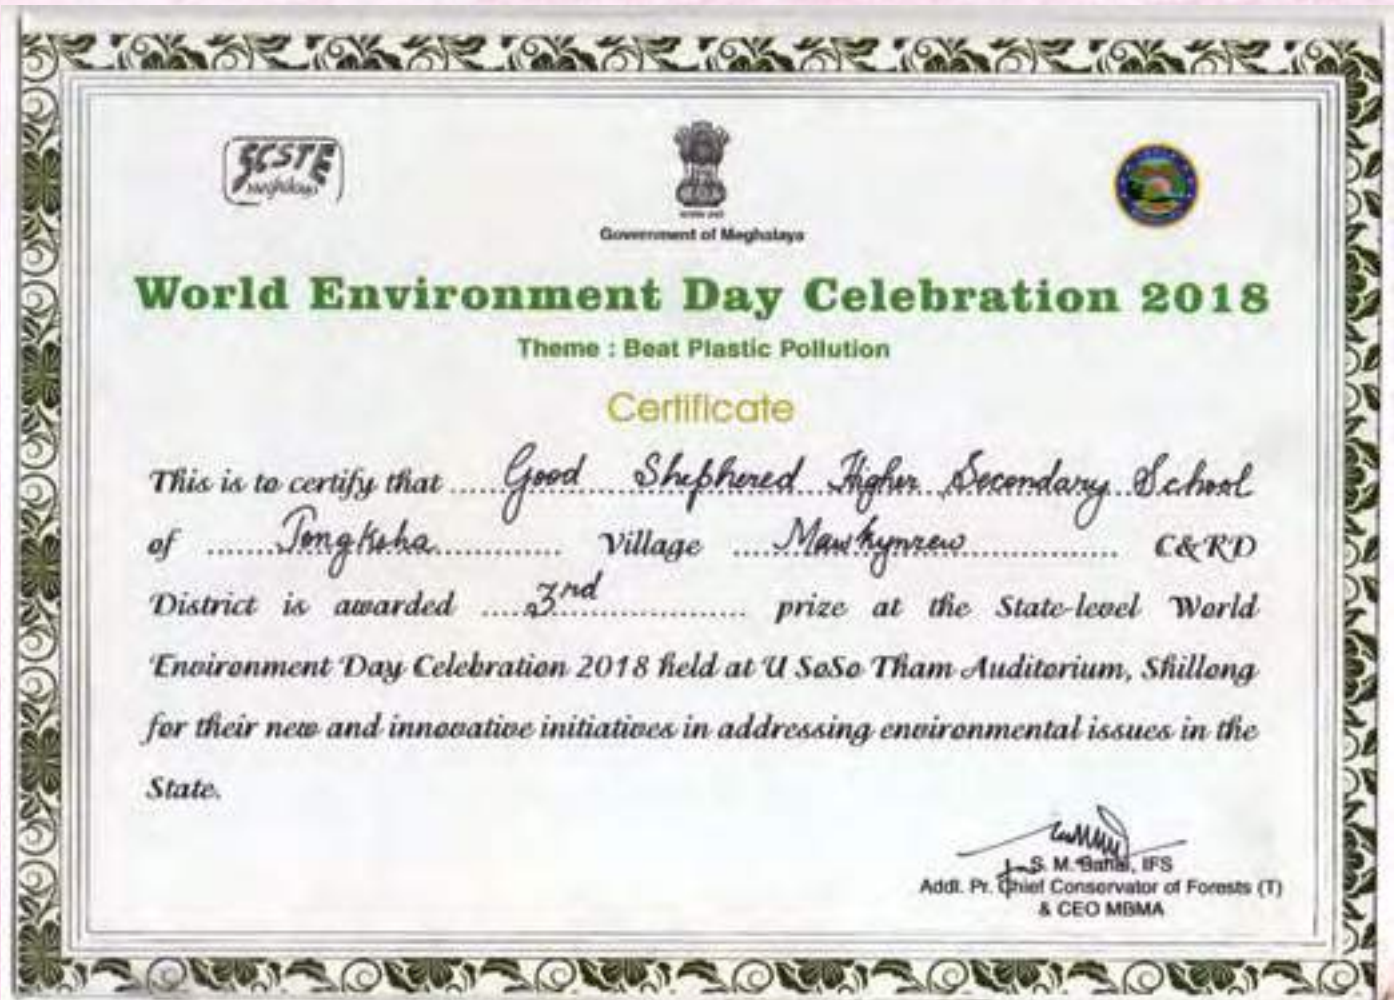 SCSTE
Meghalaya
Government of Meghalaya
World Environment Day Celebration 2018
Theme : Beat Plastic Pollution
Certificate
This is to certify that ..... Good Shephered Higher Secondary School
of ..... Tongksha ..... Village ..... Mawkynrew ..... C&RD
District is awarded ..... 3rd ..... prize at the State-level World
Environment Day Celebration 2018 held at U SoSo Tham Auditorium, Shillong
for their new and innovative initiatives in addressing environmental issues in the
State.
S. M. Sahai, IFS
Addl. Pr. Chief Conservator of Forests (T)
& CEO MBMA